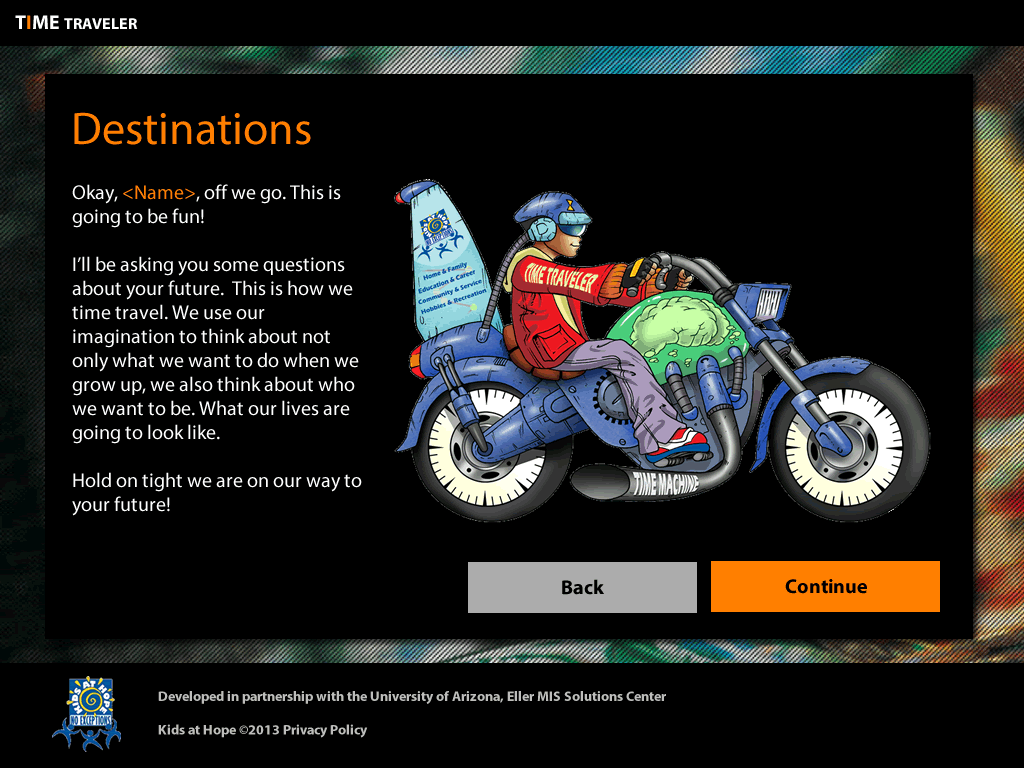 TIME TRAVELER
Destinations
Okay, <Name>, off we go. This is
going to be fun!
I'll be asking you some questions
about your future.  This is how we
time travel. We use our
imagination to think about not
only what we want to do when we
grow up, we also think about who
we want to be. What our lives are
going to look like.
Hold on tight we are on our way to
your future!
NO EXCEPTIONS
Home & Family
Education & Career
Community & Service
Hobbies & Recreation
TIME TRAVELER
TIME MACHINE
Back
Continue
KIDS AT HOPE
NO EXCEPTIONS
Developed in partnership with the University of Arizona, Eller MIS Solutions Center
Kids at Hope ©2013 Privacy Policy